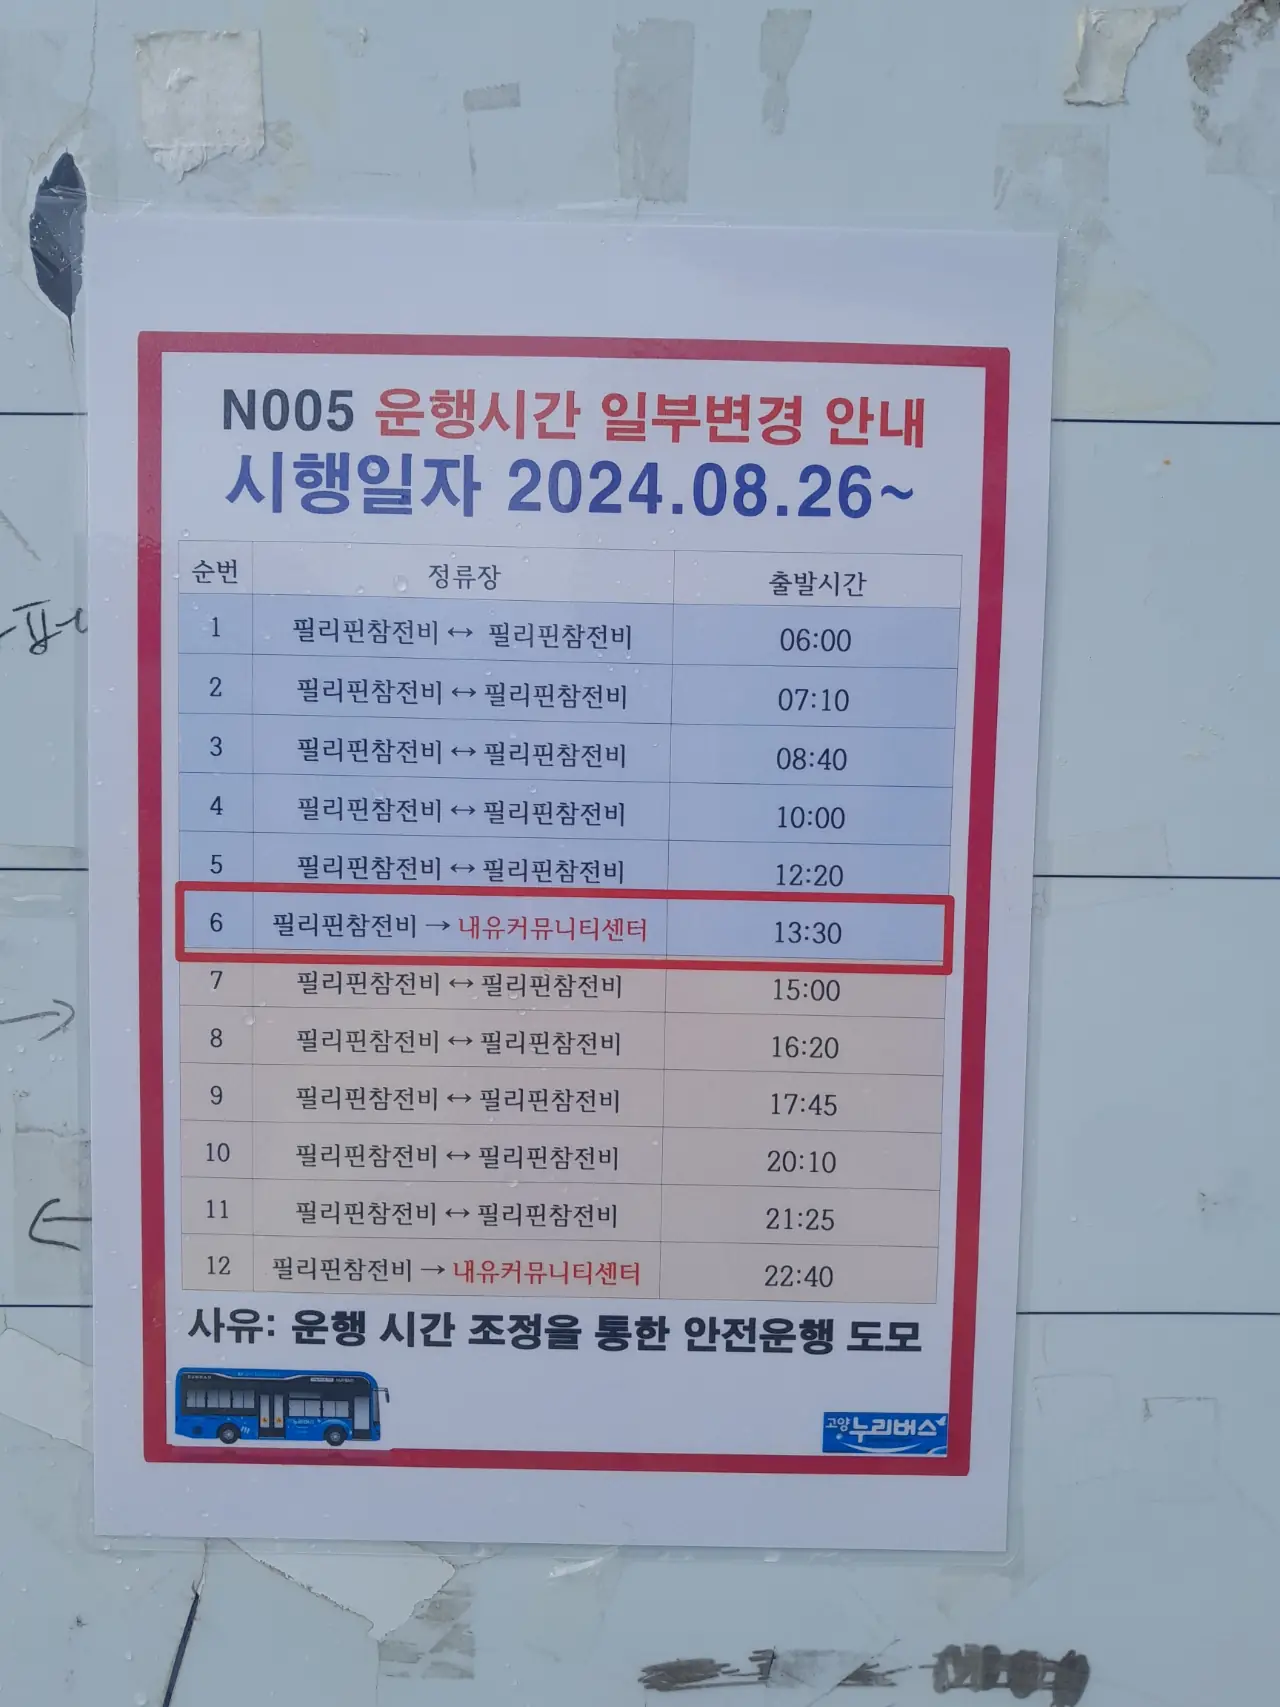 N005 운행시간 일부변경 안내
시행일자 2024.08.26~
순번 정류장 출발시간
1 필리핀참전비 ↔ 필리핀참전비 06:00
2 필리핀참전비 ↔ 필리핀참전비 07:10
3 필리핀참전비 ↔ 필리핀참전비 08:40
4 필리핀참전비 ↔ 필리핀참전비 10:00
5 필리핀참전비 ↔ 필리핀참전비 12:20
6 필리핀참전비 → 내유커뮤니티센터 13:30
7 필리핀참전비 ↔ 필리핀참전비 15:00
8 필리핀참전비 ↔ 필리핀참전비 16:20
9 필리핀참전비 ↔ 필리핀참전비 17:45
10 필리핀참전비 ↔ 필리핀참전비 20:10
11 필리핀참전비 ↔ 필리핀참전비 21:25
12 필리핀참전비 → 내유커뮤니티센터 22:40
사유: 운행 시간 조정을 통한 안전운행 도모
고양 누리버스